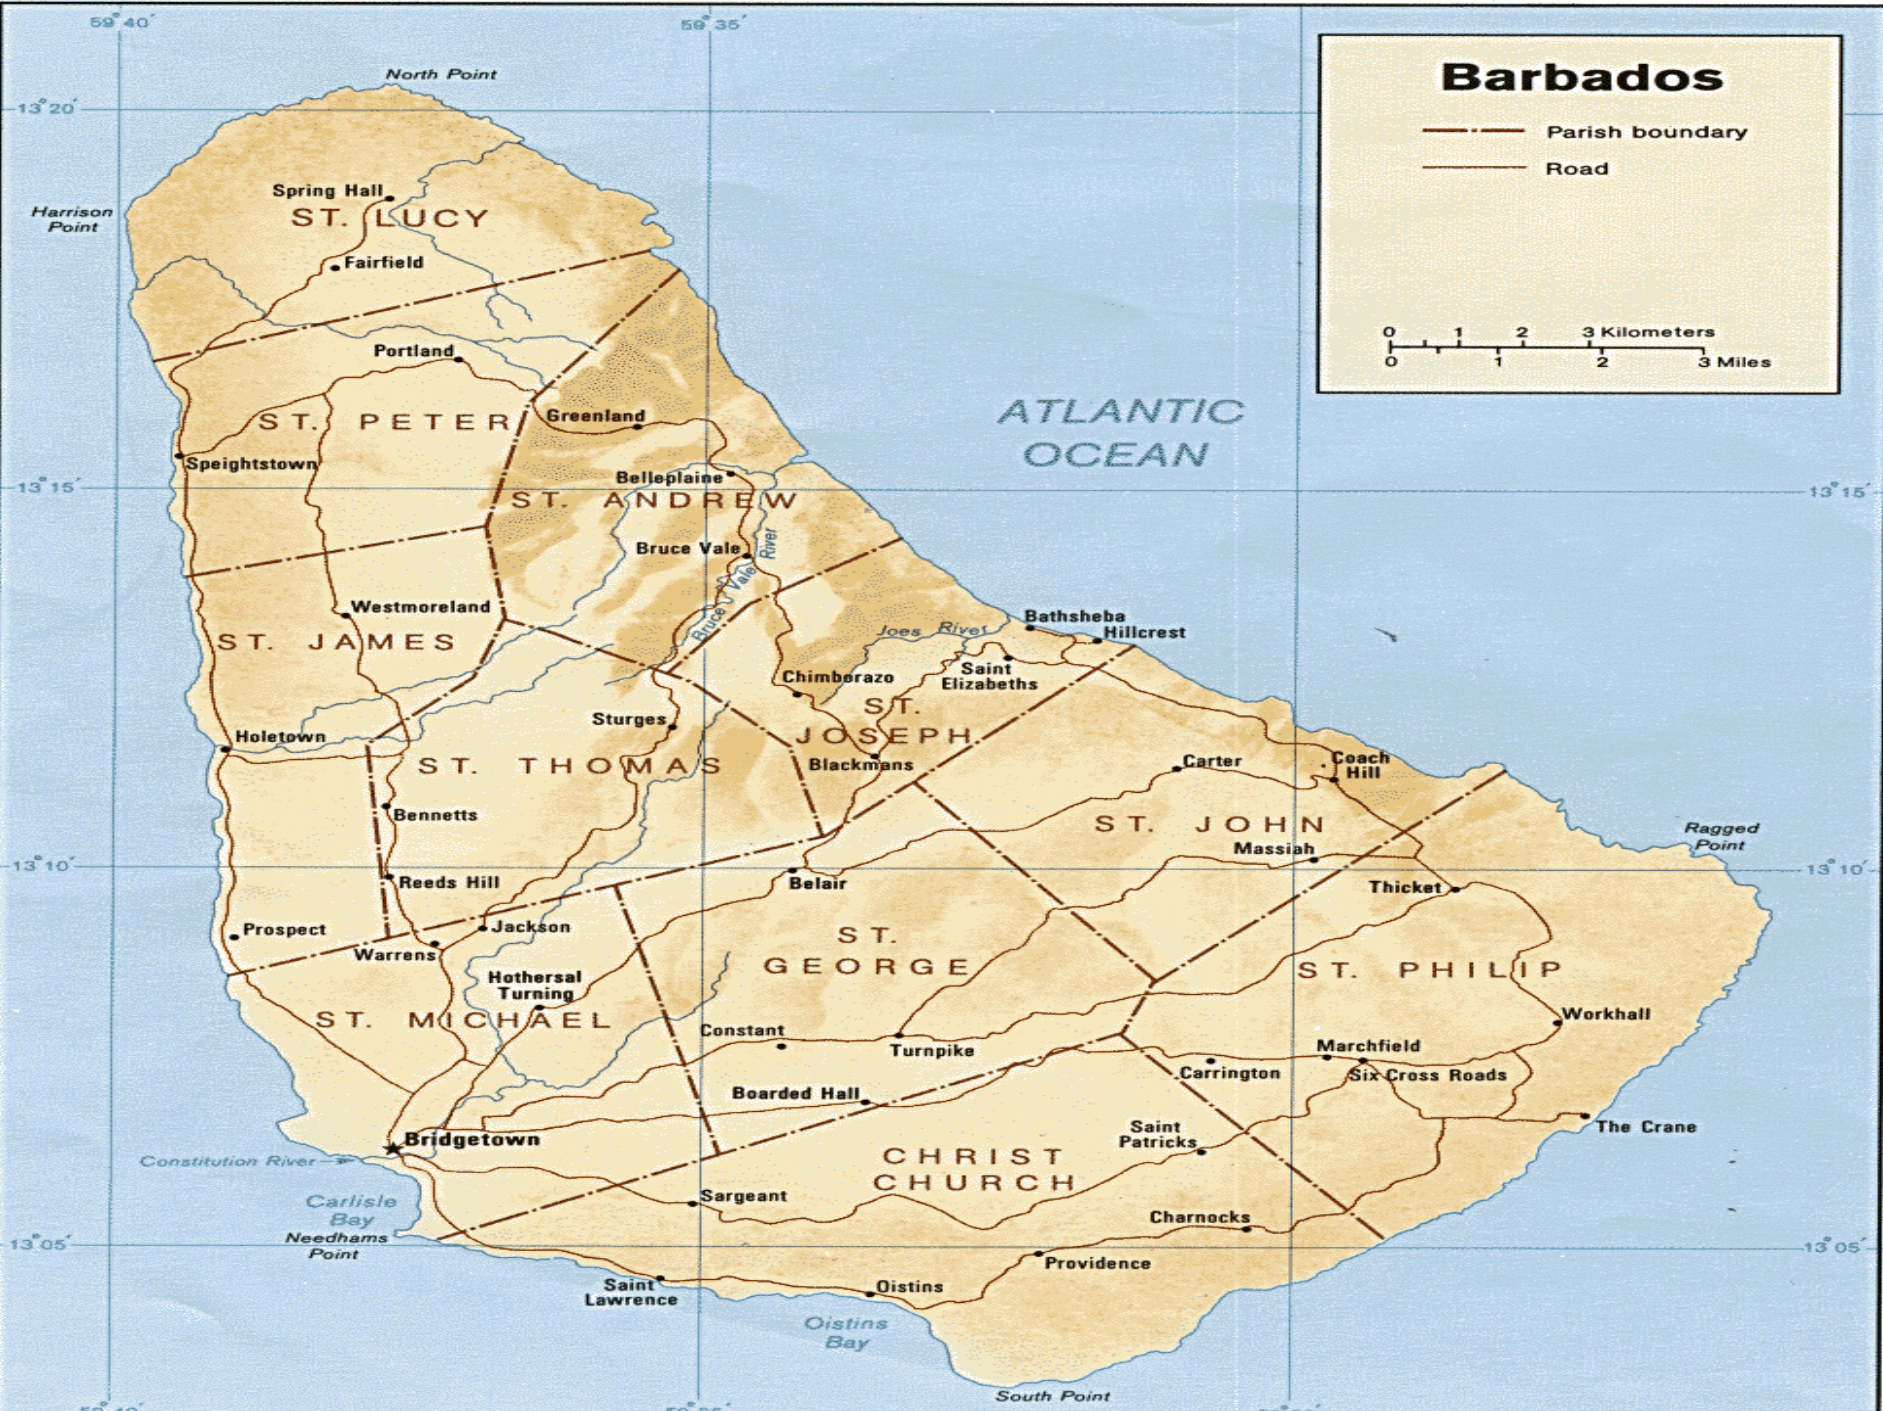 59°40′
59°35′
North Point
Barbados
13°20′
Parish boundary
Road
Spring Hall
Harrison
Point
ST. LUCY
Fairfield
0 1 2 3 Kilometers
0 1 2 3 Miles
Portland
ATLANTIC
OCEAN
Greenland
ST. PETER
Speightstown
Belleplaine
13°15′
13°15′
ST. ANDREW
Bruce Vale
Bruce Vale River
Westmoreland
Bathsheba
Joes River
Hillcrest
ST. JAMES
Saint
Elizabeths
Chimborazo
ST.
JOSEPH
Sturges
Holetown
ST. THOMAS
Blackmans
Carter
Coach
Hill
Bennetts
ST. JOHN
Ragged
Point
Massiah
13°10′
13°10′
Reeds Hill
Belair
Thicket
Prospect
Jackson
Warrens
ST.
GEORGE
Hothersal
Turning
ST. PHILIP
ST. MICHAEL
Workhall
Constant
Turnpike
Marchfield
Carrington
Six Cross Roads
Boarded Hall
The Crane
Bridgetown
Saint
Patricks
Constitution River
CHRIST
CHURCH
Carlisle
Bay
Sargeant
Needhams
Point
Charnocks
13°05′
13°05′
Providence
Saint
Lawrence
Oistins
Oistins
Bay
South Point